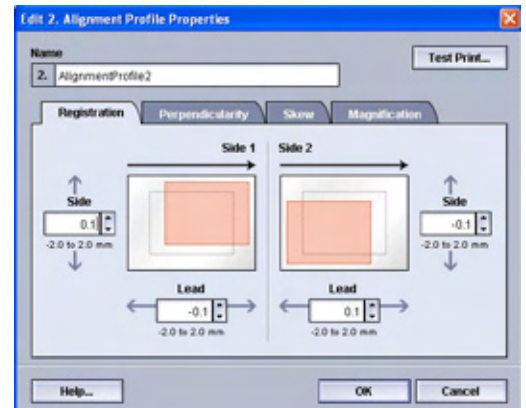 Edit 2. Alignment Profile Properties
Name
2. AlignmentProfile2
Test Print...
Registration Perpendicularity Skew Magnification
Side 1 Side 2
Side
0.1
-2.0 to 2.0 mm
Side
-0.1
-2.0 to 2.0 mm
Lead
-0.1
-2.0 to 2.0 mm
Lead
0.1
-2.0 to 2.0 mm
Help... OK Cancel